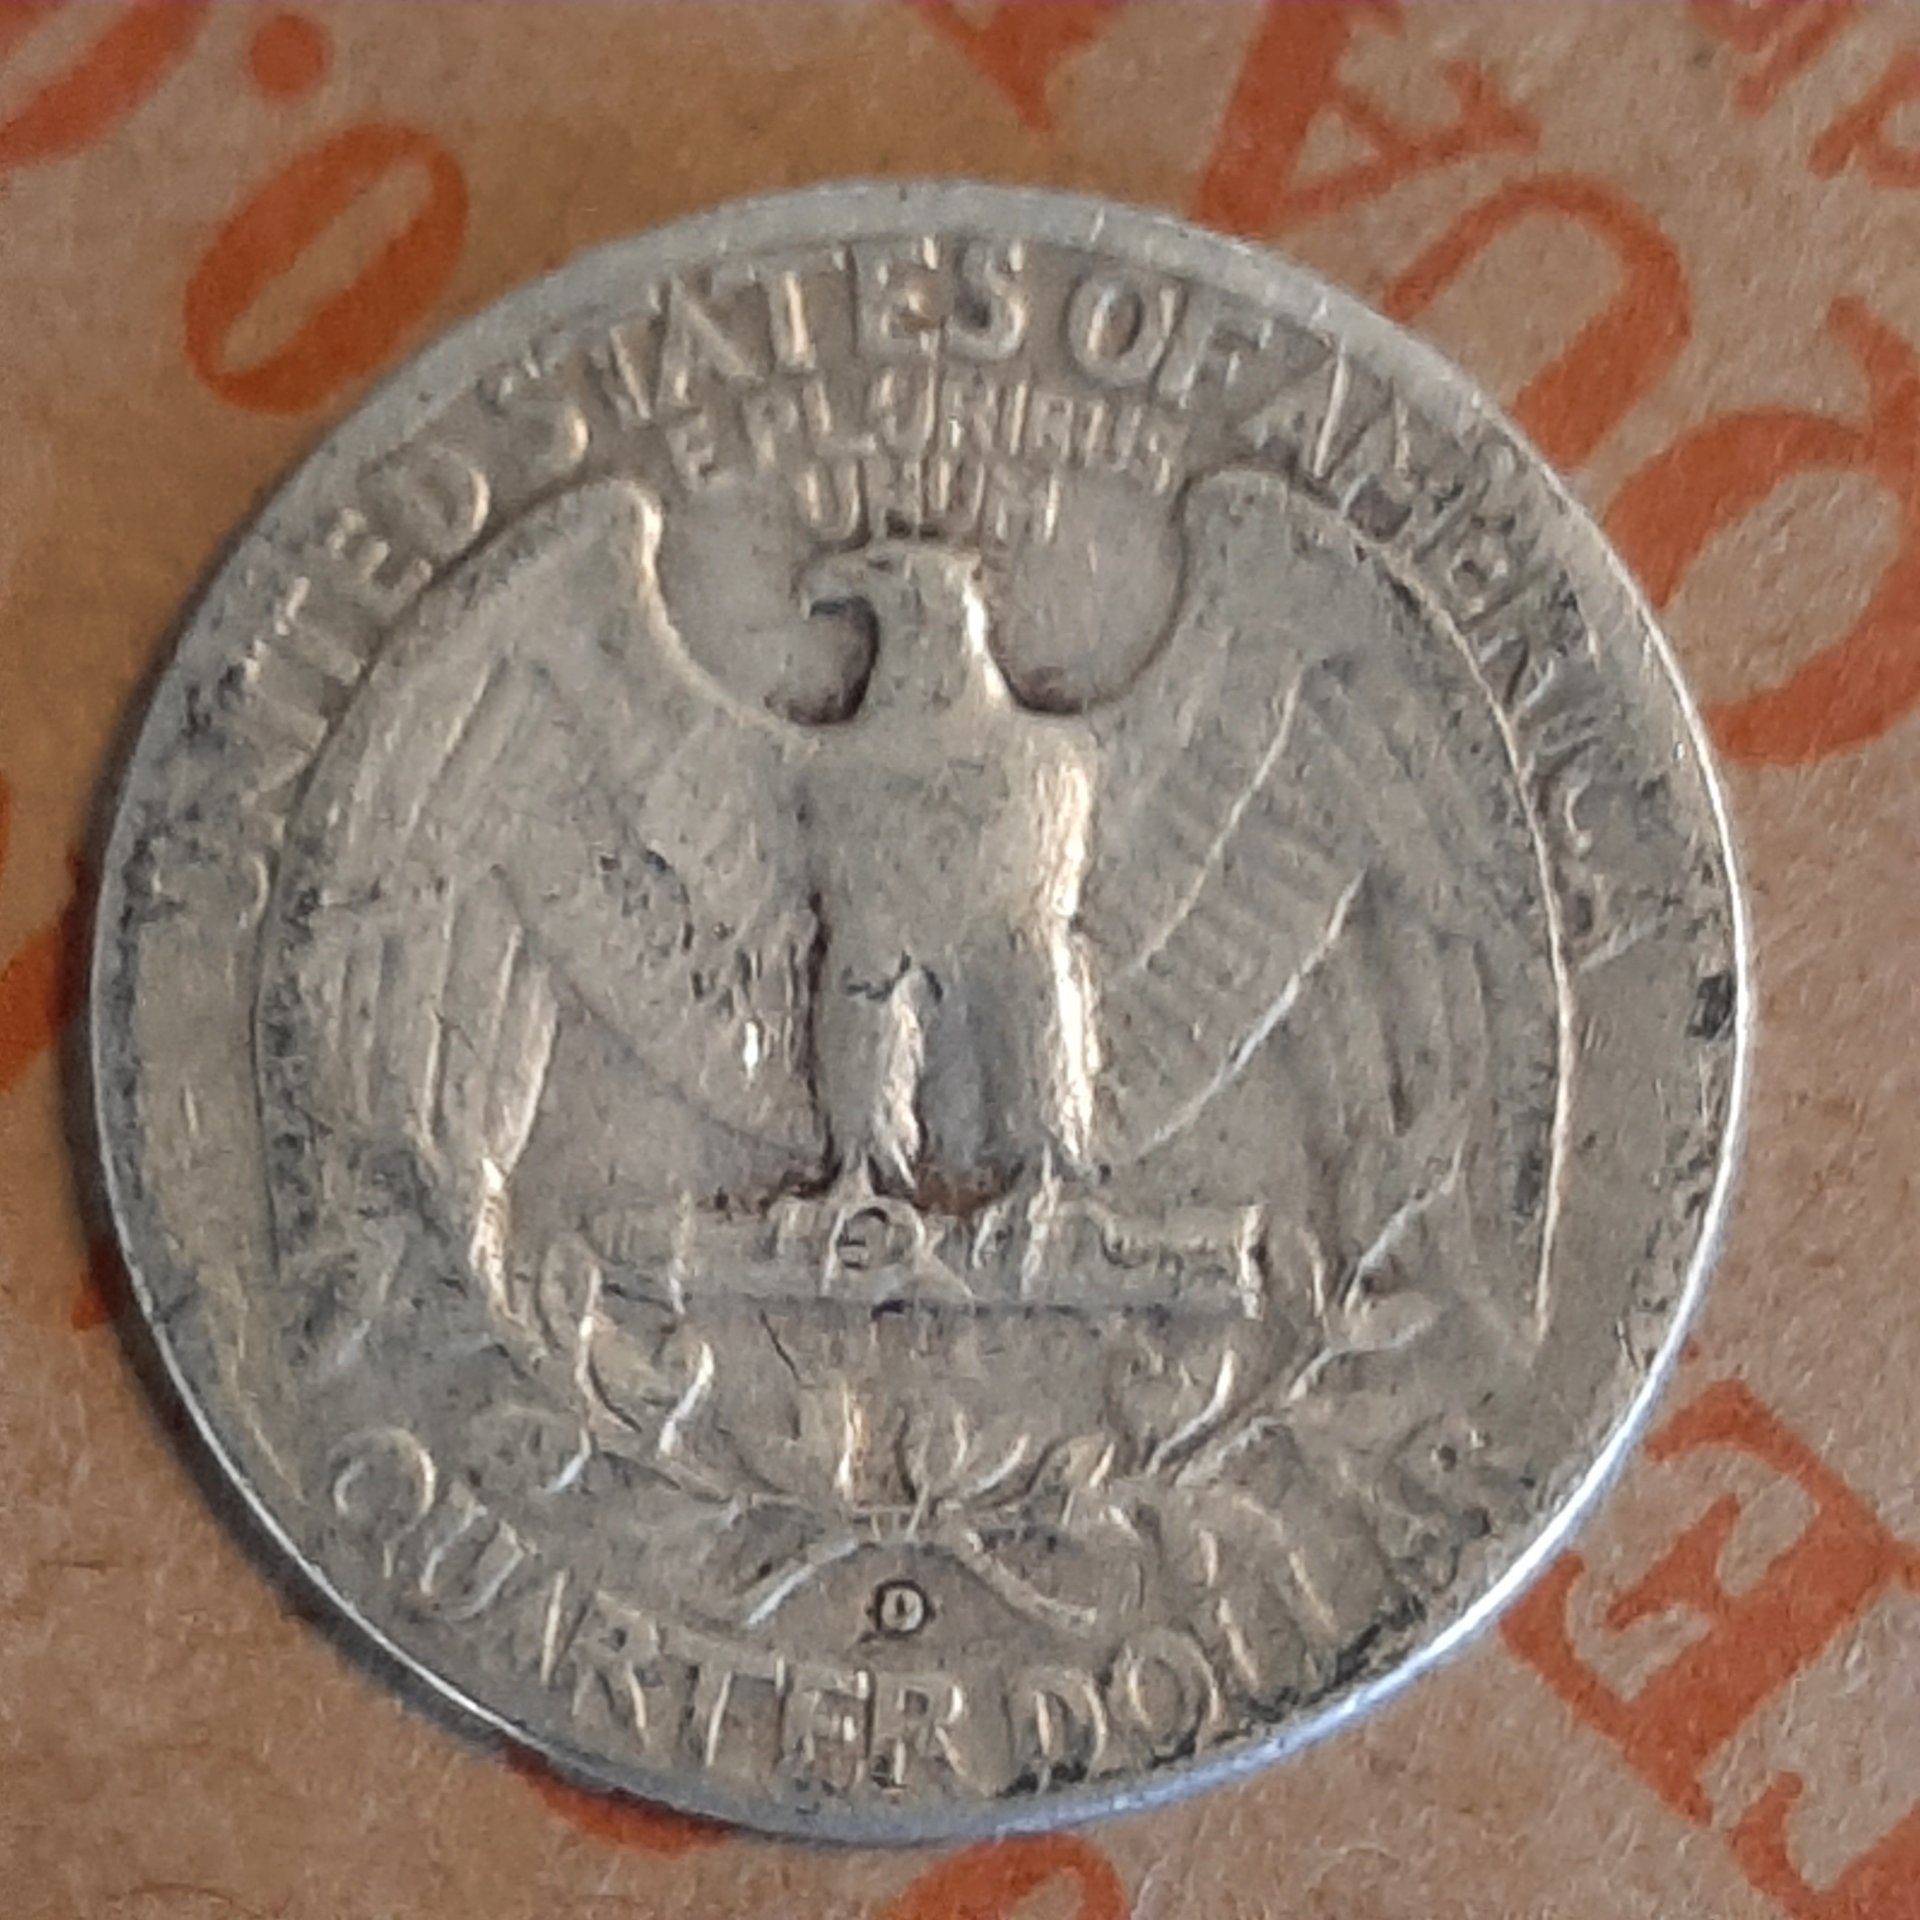 UNITED STATES OF AMERICA
E PLURIBUS
UNUM
QUARTER DOLLAR